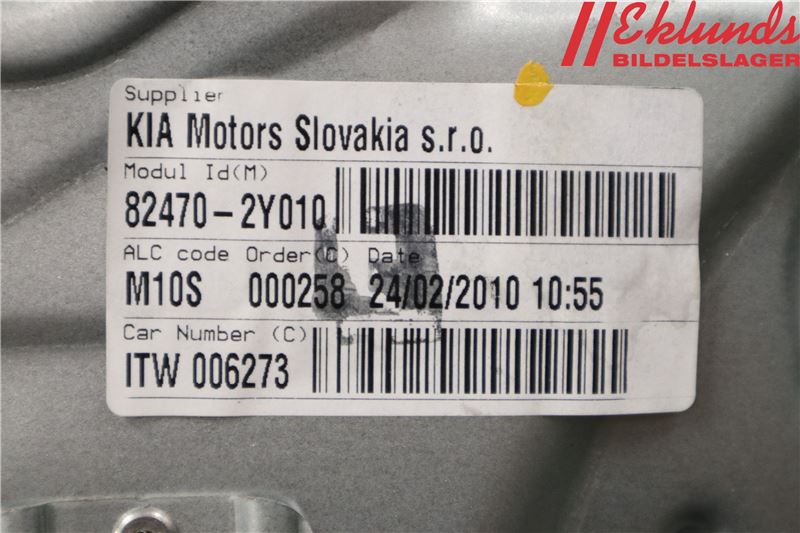 Eklunds
BILDELSLAGER
Supplier
KIA Motors Slovakia s.r.o.
Modul Id(M)
82470-2Y010
ALC code Order(C) Date
M10S 000258 24/02/2010 10:55
Car Number (C)
ITW 006273